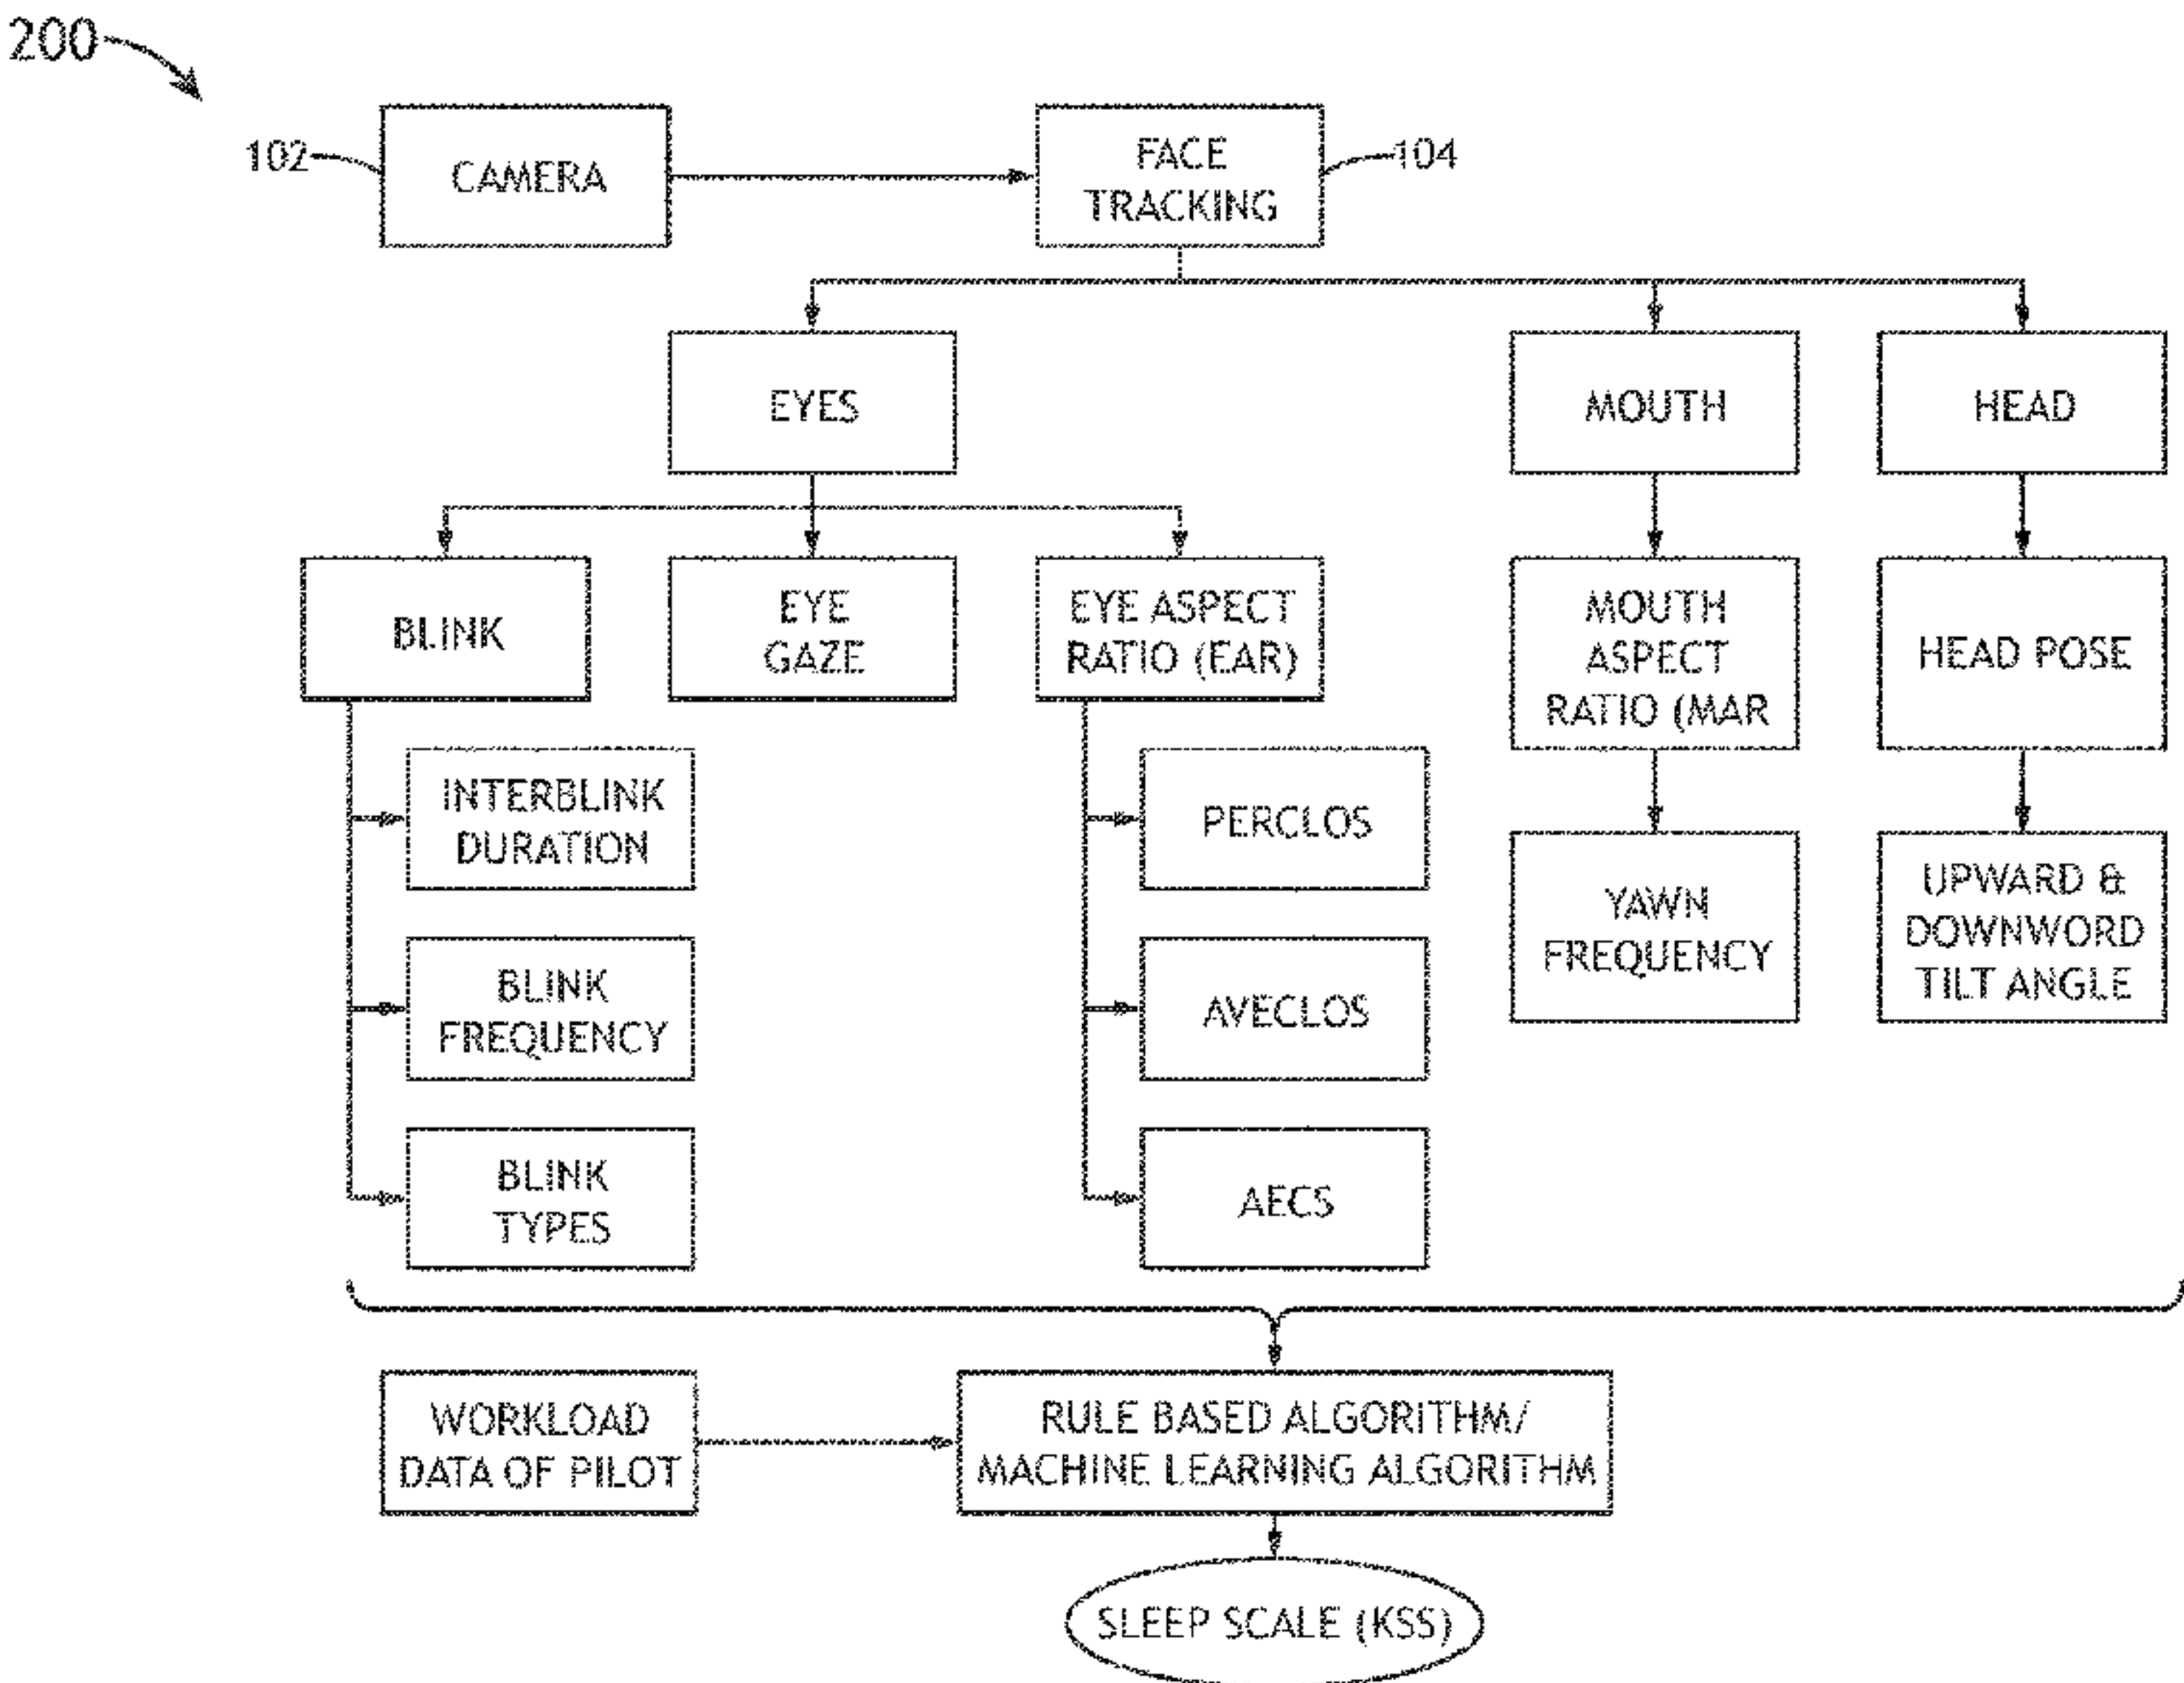 200
102
CAMERA
FACE
TRACKING
104
EYES
MOUTH
HEAD
BLINK
EYE
GAZE
EYE ASPECT
RATIO (EAR)
MOUTH
ASPECT
RATIO (MAR
HEAD POSE
INTERBLINK
DURATION
PERCLOS
YAWN
FREQUENCY
UPWARD &
DOWNWORD
TILT ANGLE
BLINK
FREQUENCY
AVECLOS
BLINK
TYPES
AECS
WORKLOAD
DATA OF PILOT
RULE BASED ALGORITHM/
MACHINE LEARNING ALGORITHM
SLEEP SCALE (KSS)